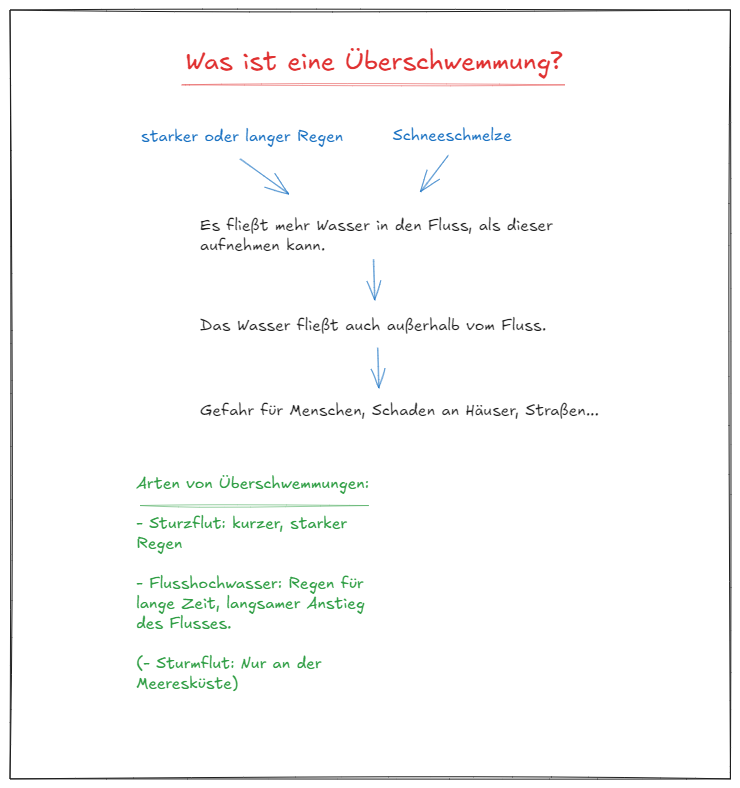 Was ist eine Überschwemmung?
starker oder langer Regen
Schneeschmelze
Es fließt mehr Wasser in den Fluss, als dieser
aufnehmen kann.
Das Wasser fließt auch außerhalb vom Fluss.
Gefahr für Menschen, Schaden an Häuser, Straßen...
Arten von Überschwemmungen:
- Sturzflut: kurzer, starker
Regen
- Flusshochwasser: Regen für
lange Zeit, langsamer Anstieg
des Flusses.
(- Sturmflut: Nur an der
Meeresküste)